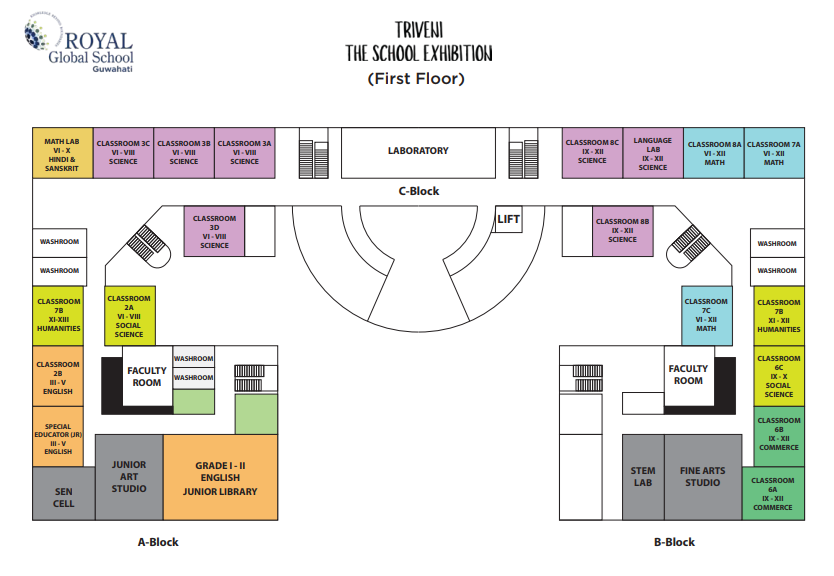 ROYAL
Global School
Guwahati
TRIVENI
THE SCHOOL EXHIBITION
(First Floor)
MATH LAB
VI - X
HINDI &
SANSKRIT
CLASSROOM 3C
VI - VIII
SCIENCE
CLASSROOM 3B
VI - VIII
SCIENCE
CLASSROOM 3A
VI - VIII
SCIENCE
LABORATORY
CLASSROOM 8C
IX - XII
SCIENCE
LANGUAGE
LAB
IX - XII
SCIENCE
CLASSROOM 8A
VI - XII
MATH
CLASSROOM 7A
VI - XII
MATH
C-Block
CLASSROOM
3D
VI - VIII
SCIENCE
LIFT
CLASSROOM 8B
IX - XII
SCIENCE
WASHROOM
WASHROOM
WASHROOM
WASHROOM
CLASSROOM
7B
XI-XIII
HUMANITIES
CLASSROOM
2A
VI - VIII
SOCIAL
SCIENCE
CLASSROOM
7C
VI - XII
MATH
CLASSROOM
7B
XI - XII
HUMANITIES
CLASSROOM
2B
III - V
ENGLISH
FACULTY
ROOM
WASHROOM
WASHROOM
FACULTY
ROOM
CLASSROOM
6C
IX - X
SOCIAL
SCIENCE
SPECIAL
EDUCATOR (JR)
III - V
ENGLISH
CLASSROOM
6B
IX - XII
COMMERCE
SEN
CELL
JUNIOR
ART
STUDIO
GRADE I - II
ENGLISH
JUNIOR LIBRARY
STEM
LAB
FINE ARTS
STUDIO
CLASSROOM
6A
IX - XII
COMMERCE
A-Block
B-Block